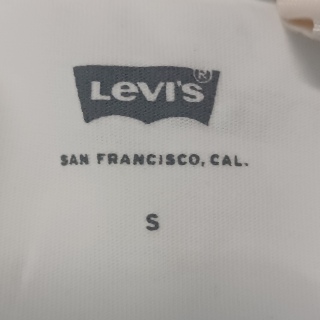 Levi's®
SAN FRANCISCO, CAL.
S